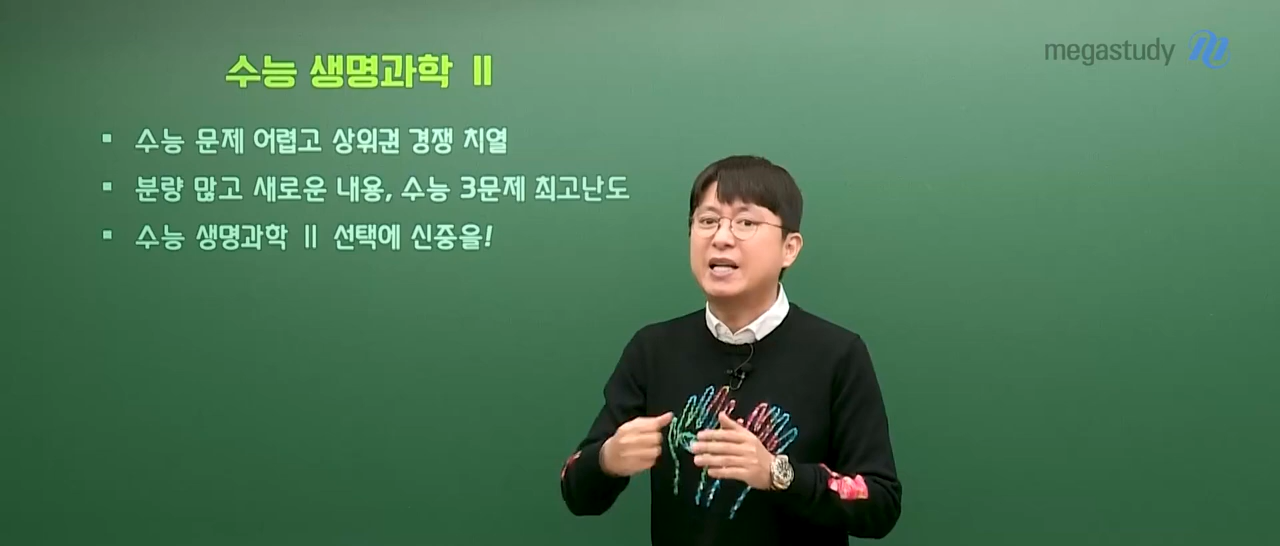 megastudy
수능 생명과학 Ⅱ
▪ 수능 문제 어렵고 상위권 경쟁 치열
▪ 분량 많고 새로운 내용, 수능 3문제 최고난도
▪ 수능 생명과학 Ⅱ 선택에 신중을!